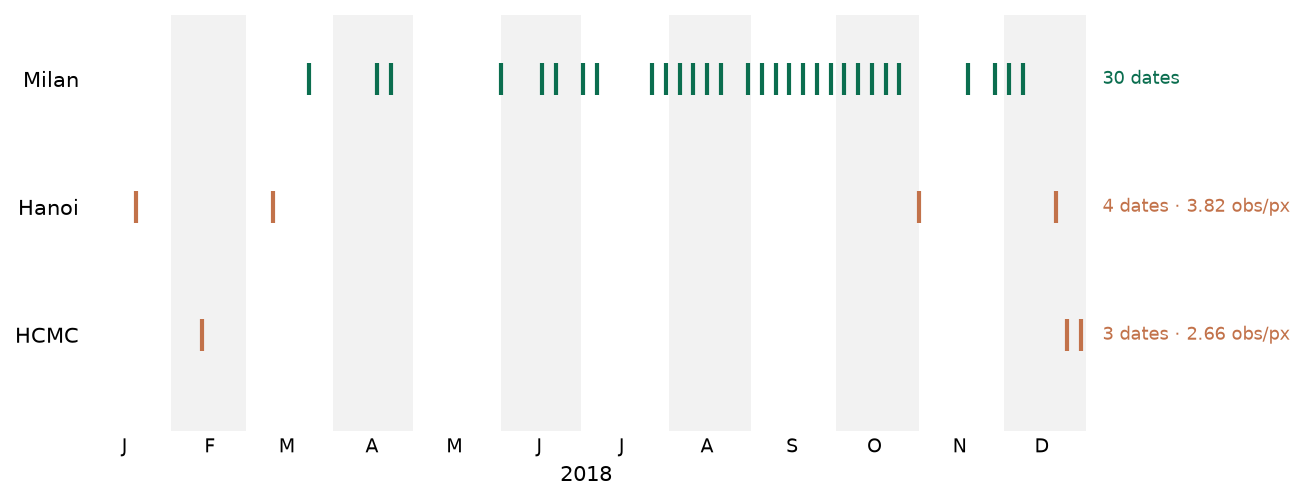 Milan
30 dates
Hanoi
4 dates · 3.82 obs/px
HCMC
3 dates · 2.66 obs/px
J F M A M J J A S O N D
2018